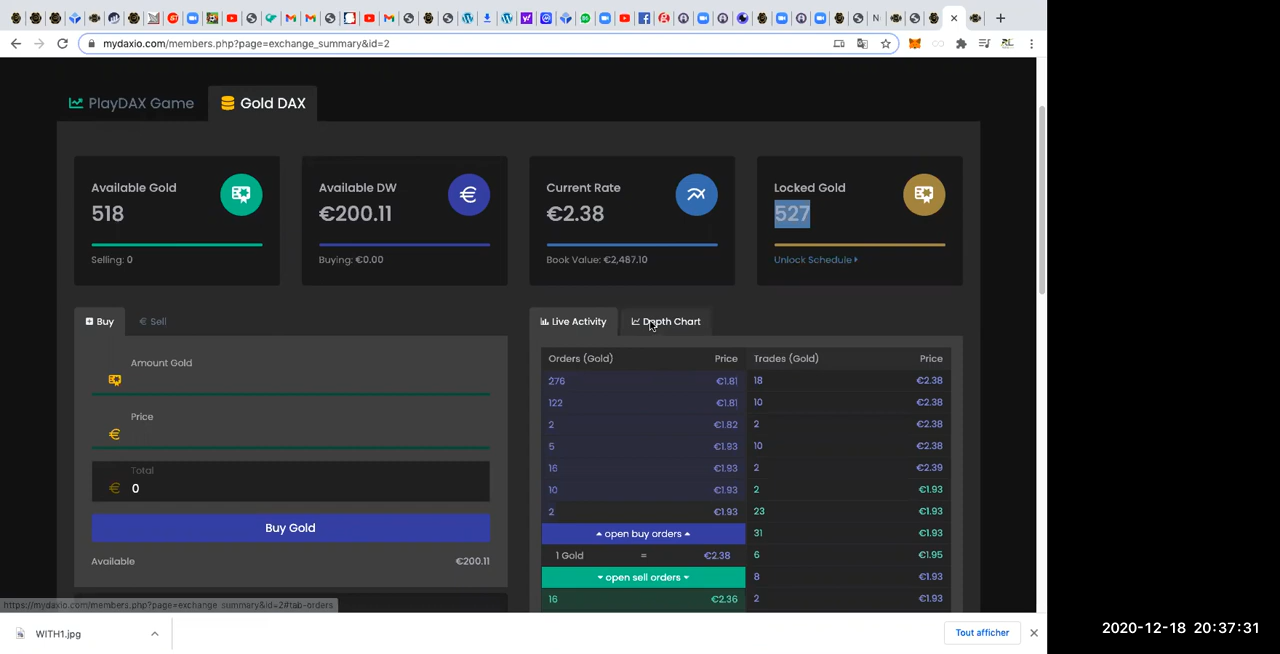 mydaxio.com/members.php?page=exchange_summary&id=2
PlayDAX Game
Gold DAX
Available Gold
518
Selling: 0
Available DW
€200.11
Buying: €0.00
Current Rate
€2.38
Book Value: €2,487.10
Locked Gold
527
Unlock Schedule
Buy
Sell
Amount Gold
Price
Total
0
Buy Gold
Available €200.11
Live Activity
Depth Chart
Orders (Gold) Price Trades (Gold) Price
276 €1.81 18 €2.38
122 €1.81 10 €2.38
2 €1.82 2 €2.38
5 €1.93 10 €2.38
16 €1.93 2 €2.39
10 €1.93 2 €1.93
2 €1.93 23 €1.93
open buy orders 31 €1.93
1 Gold = €2.38 6 €1.95
open sell orders 8 €1.93
16 €2.36 2 €1.93
https://mydaxio.com/members.php?page=exchange_summary&id=2#tab-orders
WITH1.jpg
Tout afficher
2020-12-18 20:37:31